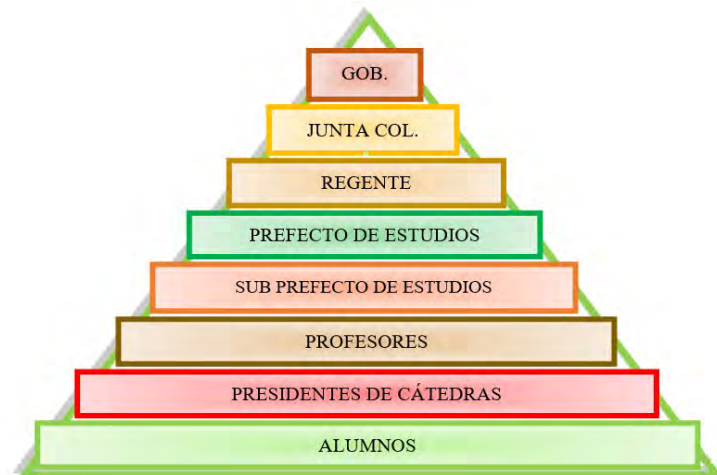 GOB.
JUNTA COL.
REGENTE
PREFECTO DE ESTUDIOS
SUB PREFECTO DE ESTUDIOS
PROFESORES
PRESIDENTES DE CÁTEDRAS
ALUMNOS